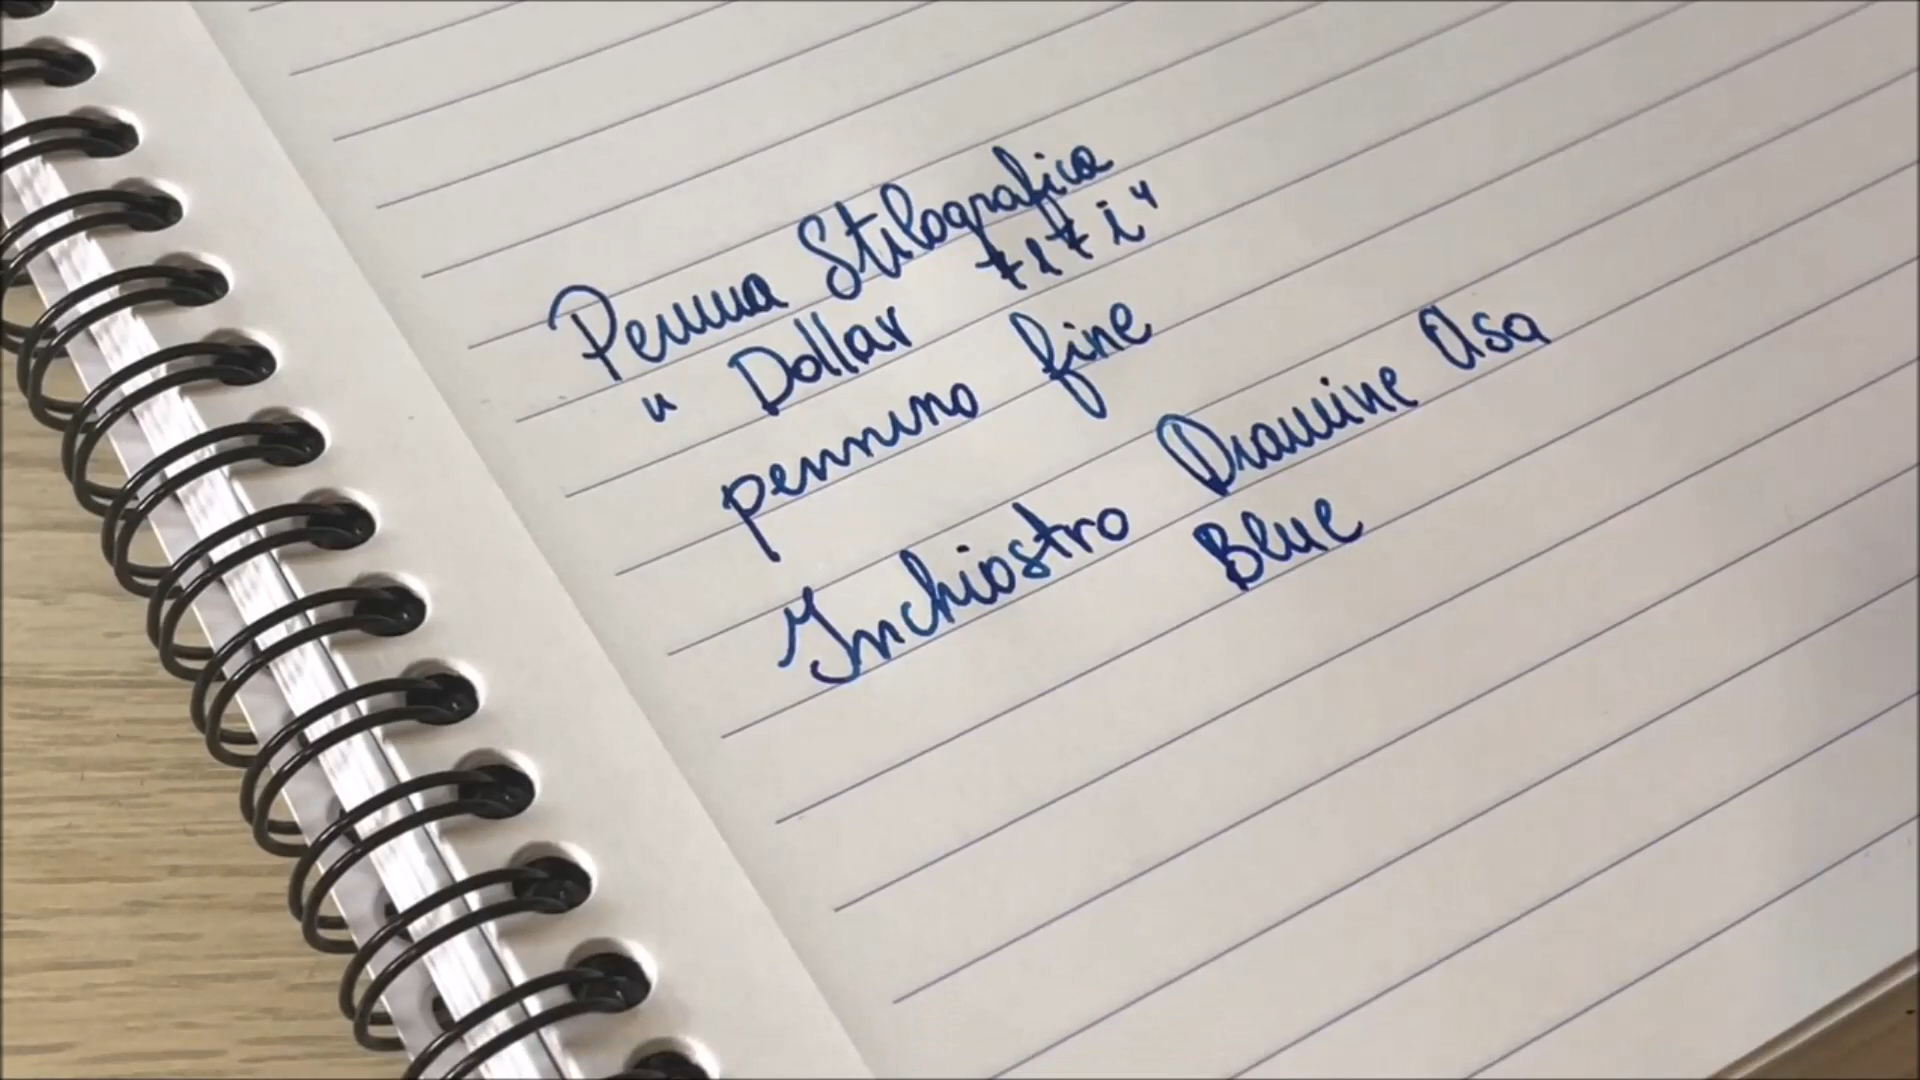 Penna Stilografica
" Dollar 717i"
pennino fine
Inchiostro Diamine Asa
Blue